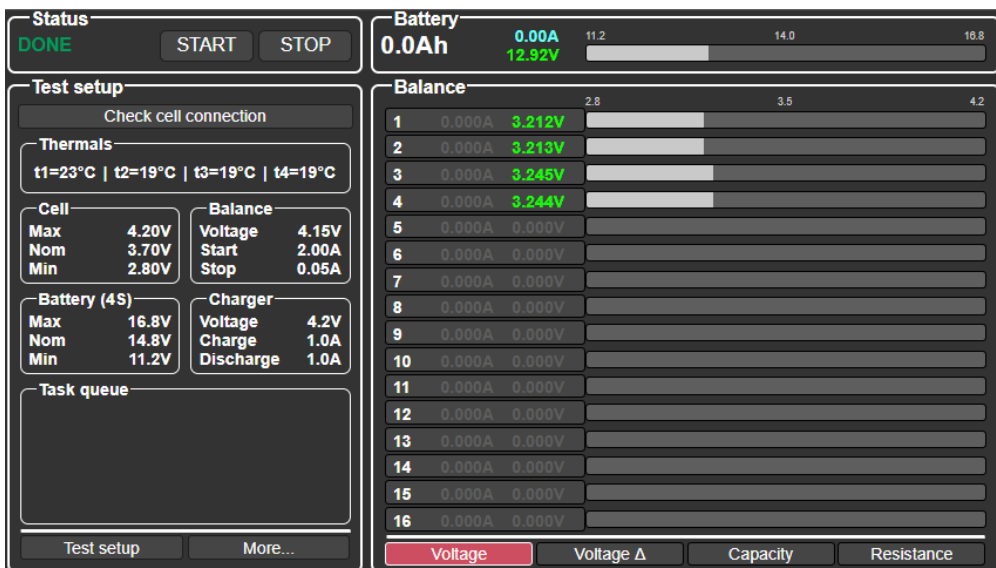 Status
DONE START STOP
Test setup
Check cell connection
Thermals
t1=23°C | t2=19°C | t3=19°C | t4=19°C
Cell
Max 4.20V
Nom 3.70V
Min 2.80V
Balance
Voltage 4.15V
Start 2.00A
Stop 0.05A
Battery (4S)
Max 16.8V
Nom 14.8V
Min 11.2V
Charger
Voltage 4.2V
Charge 1.0A
Discharge 1.0A
Task queue
Test setup More...
Battery
0.0Ah 0.00A 12.92V
11.2 14.0 16.8
Balance
2.8 3.5 4.2
1 0.000A 3.212V
2 0.000A 3.213V
3 0.000A 3.245V
4 0.000A 3.244V
5 0.000A 0.000V
6 0.000A 0.000V
7 0.000A 0.000V
8 0.000A 0.000V
9 0.000A 0.000V
10 0.000A 0.000V
11 0.000A 0.000V
12 0.000A 0.000V
13 0.000A 0.000V
14 0.000A 0.000V
15 0.000A 0.000V
16 0.000A 0.000V
Voltage Voltage Δ Capacity Resistance